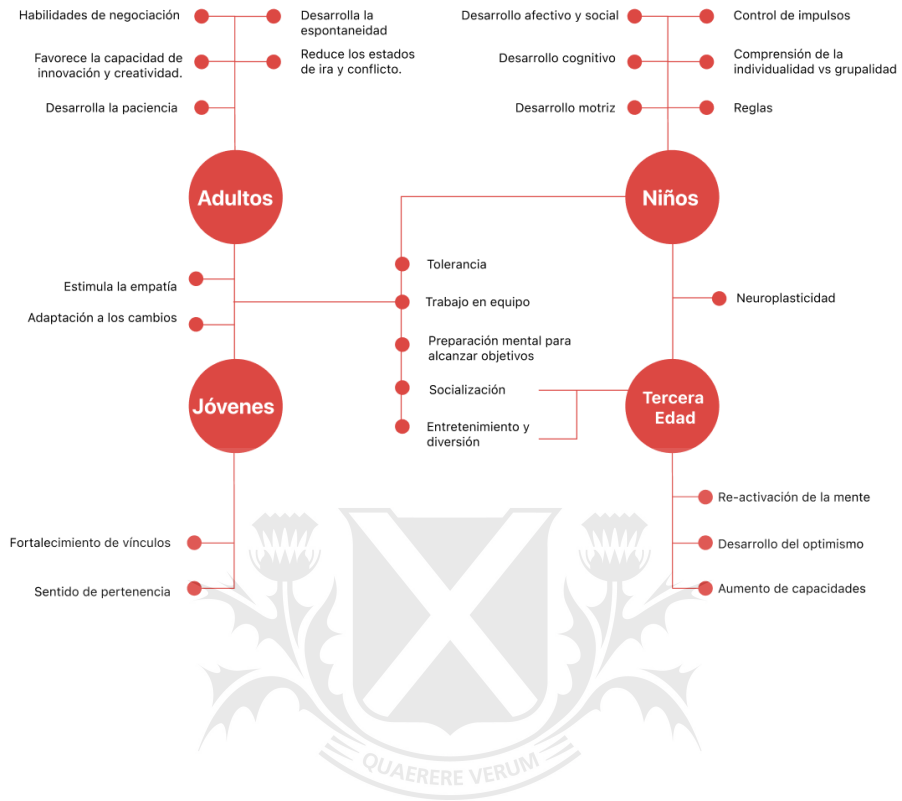 Habilidades de negociación
Desarrolla la
espontaneidad
Favorece la capacidad de
innovación y creatividad.
Reduce los estados
de ira y conflicto.
Desarrolla la paciencia
Adultos
Desarrollo afectivo y social
Control de impulsos
Desarrollo cognitivo
Comprensión de la
individualidad vs grupalidad
Desarrollo motriz
Reglas
Niños
Estimula la empatía
Adaptación a los cambios
Tolerancia
Trabajo en equipo
Preparación mental para
alcanzar objetivos
Socialización
Entretenimiento y
diversión
Neuroplasticidad
Jóvenes
Tercera
Edad
Fortalecimiento de vínculos
Sentido de pertenencia
Re-activación de la mente
Desarrollo del optimismo
Aumento de capacidades
QUAERERE VERUM